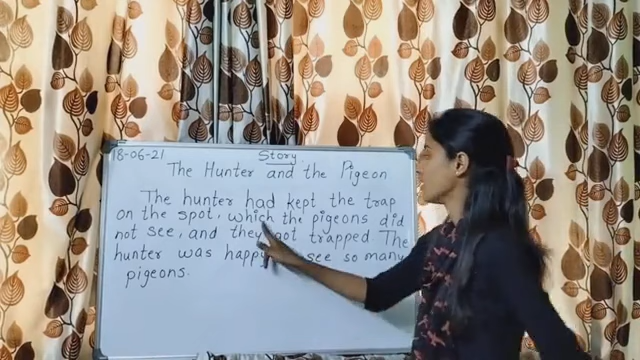 18-06-21
Story
The Hunter and the Pigeon
The hunter had kept the trap
on the spot, which the pigeons did
not see, and they got trapped The
hunter was happy see so many
pigeons.